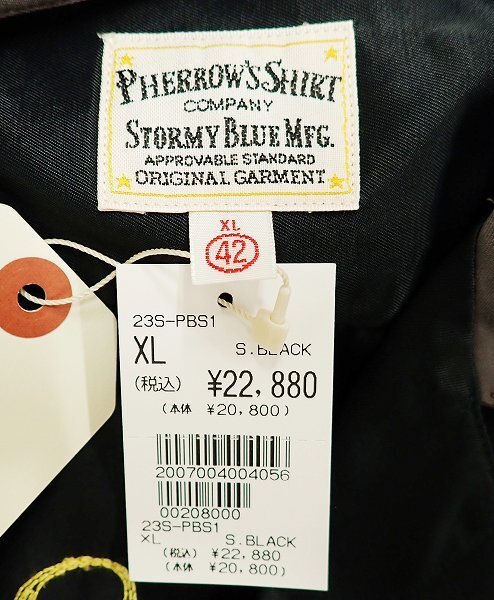 PHERROW'S SHIRT
COMPANY
STORMY BLUE MFG.
APPROVABLE STANDARD
ORIGINAL GARMENT
XL
42
23S-PBS1
XL S.BLACK
(税込) ¥22,880
(本体 ¥20,800)
2007004004056
00208000
23S-PBS1
XL S.BLACK
(税込) ¥22,880
(本体 ¥20,800)